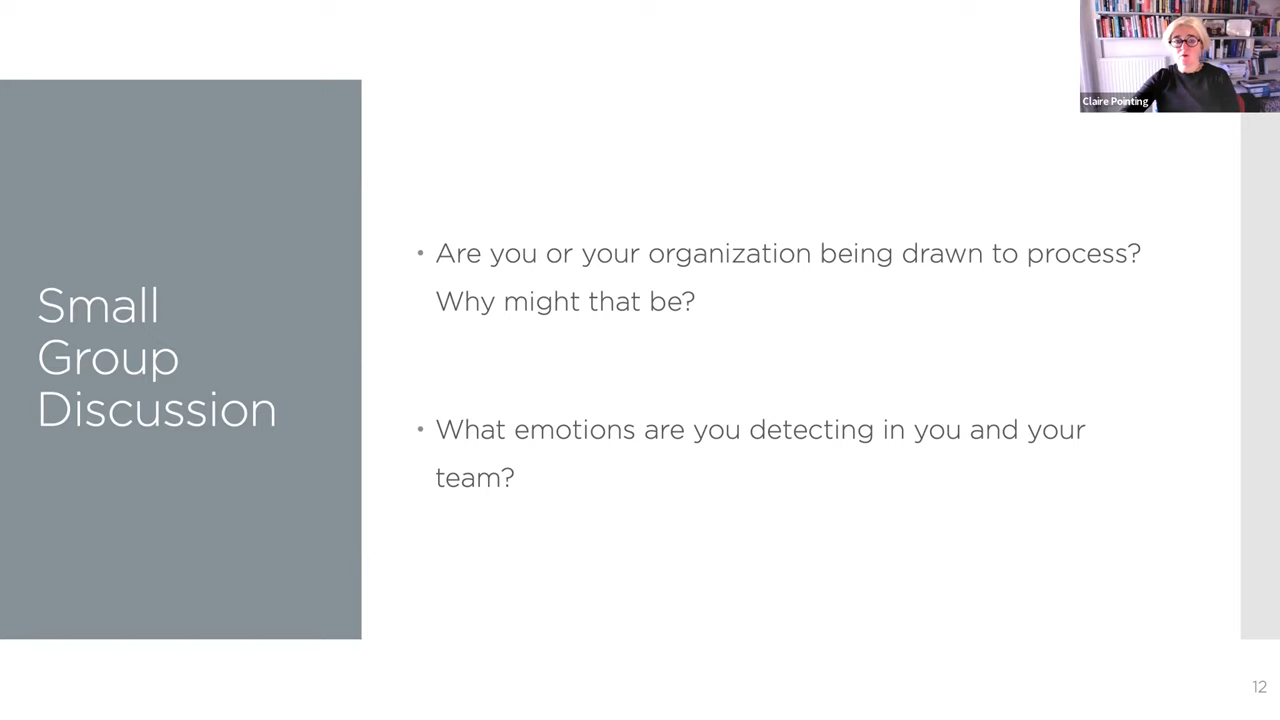 Claire Pointing
Small
Group
Discussion
• Are you or your organization being drawn to process?
Why might that be?
• What emotions are you detecting in you and your
team?
12